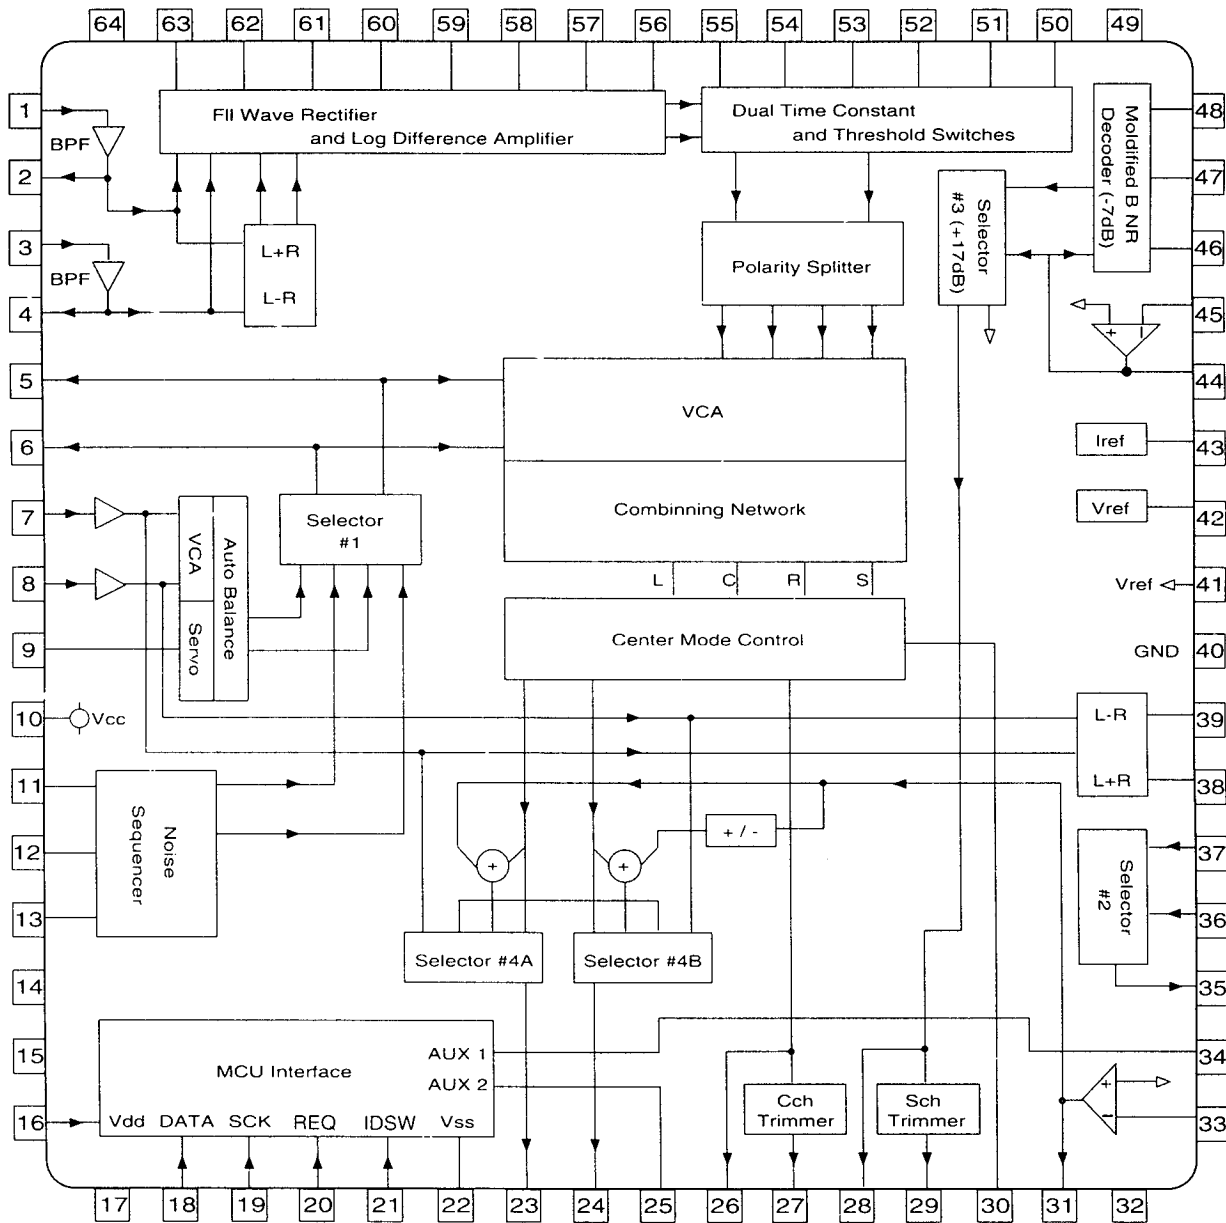 64 63 62 61 60 59 58 57 56 55 54 53 52 51 50 49
1
BPF
2
3
BPF
4
5
6
7
8
9
10
Vcc
11
12
13
14
15
16
FII Wave Rectifier
and Log Difference Amplifier
Dual Time Constant
and Threshold Switches
Moldified B NR
Decoder (-7dB)
Selector
#3 (+17dB)
L+R
L-R
Polarity Splitter
+ −
VCA
Combinning Network
L C R S
Center Mode Control
Selector
#1
VCA
Servo
Auto Balance
Iref
Vref
Vref
GND
L-R
L+R
Noise
Sequencer
+
+
+ / -
Selector
#2
Selector #4A
Selector #4B
AUX 1
MCU Interface
AUX 2
Vdd DATA SCK REQ IDSW Vss
Cch
Trimmer
Sch
Trimmer
+
−
48
47
46
45
44
43
42
41
40
39
38
37
36
35
34
33
17 18 19 20 21 22 23 24 25 26 27 28 29 30 31 32